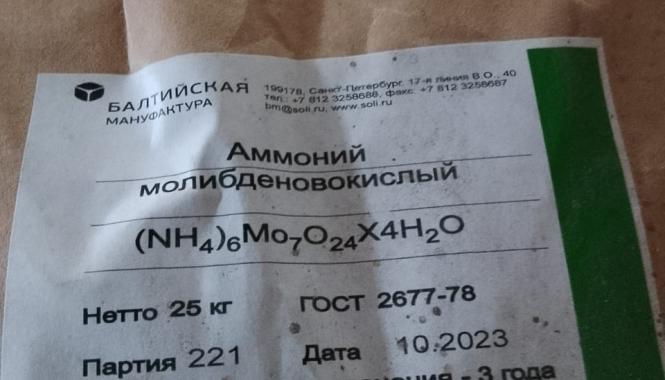 БАЛТИЙСКАЯ
МАНУФАКТУРА
199178, Санкт-Петербург, 17-я линия В.О., 40
тел.: +7 812 3258688, факс: +7 812 3258687
bm@soli.ru, www.soli.ru
Аммоний
молибденовокислый
(NH₄)₆Mo₇O₂₄X4H₂O
Нетто 25 кг ГОСТ 2677-78
Партия 221 Дата 10.2023
- 3 года